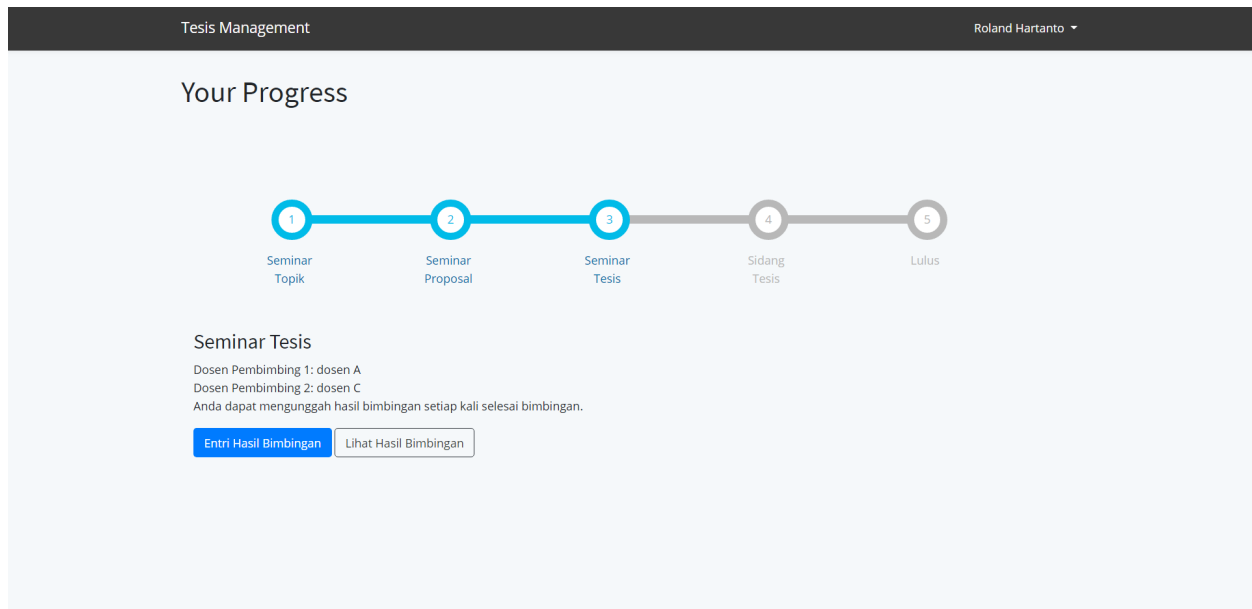 Tesis Management
Roland Hartanto
Your Progress
1
2
3
4
5
Seminar
Topik
Seminar
Proposal
Seminar
Tesis
Sidang
Tesis
Lulus
Seminar Tesis
Dosen Pembimbing 1: dosen A
Dosen Pembimbing 2: dosen C
Anda dapat mengunggah hasil bimbingan setiap kali selesai bimbingan.
Entri Hasil Bimbingan
Lihat Hasil Bimbingan